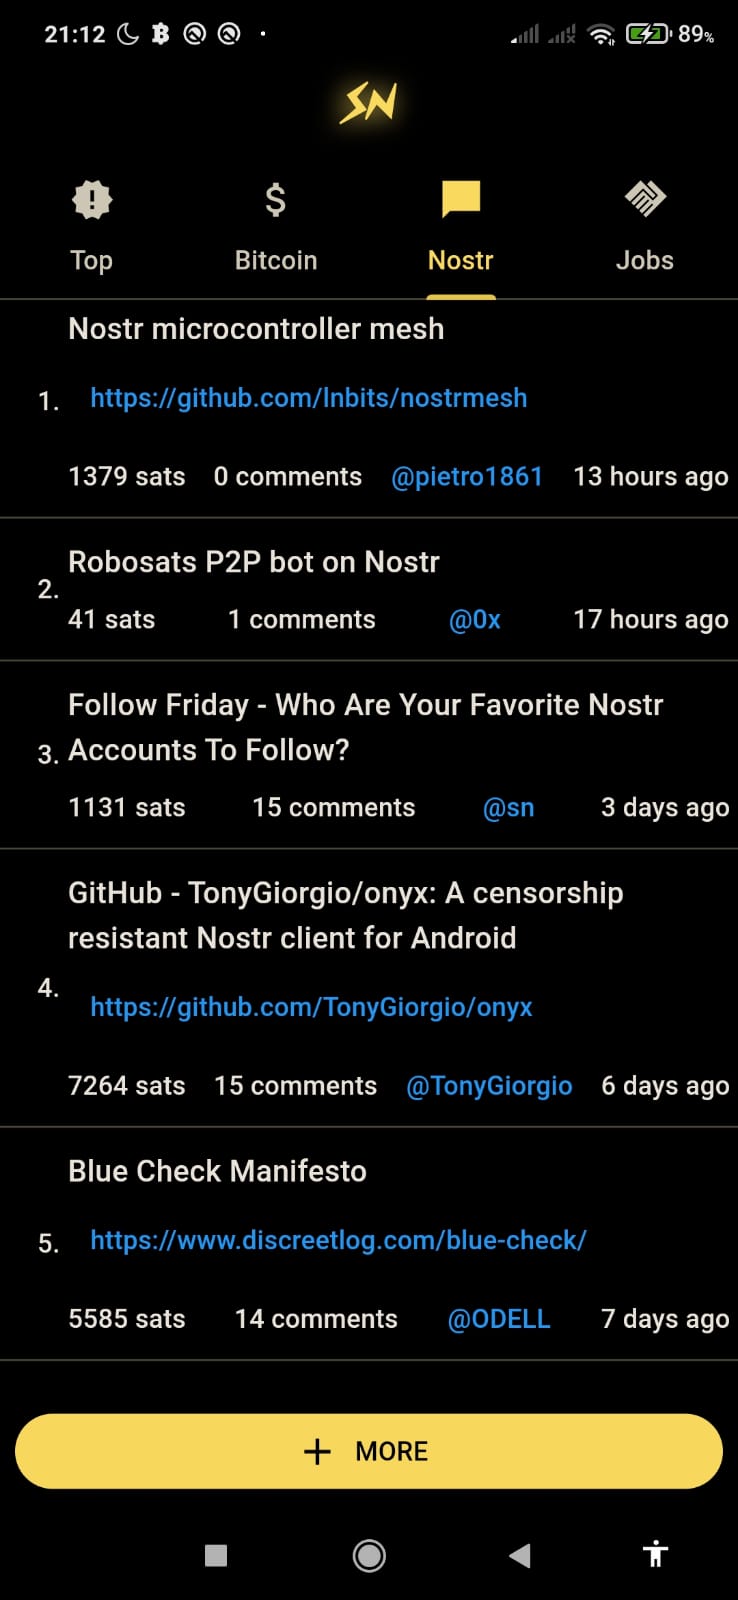 21:12
89%
SN
Top
Bitcoin
Nostr
Jobs
Nostr microcontroller mesh
1.
https://github.com/lnbits/nostrmesh
1379 sats 0 comments @pietro1861 13 hours ago
Robosats P2P bot on Nostr
2.
41 sats 1 comments @0x 17 hours ago
Follow Friday - Who Are Your Favorite Nostr
3. Accounts To Follow?
1131 sats 15 comments @sn 3 days ago
GitHub - TonyGiorgio/onyx: A censorship
resistant Nostr client for Android
4.
https://github.com/TonyGiorgio/onyx
7264 sats 15 comments @TonyGiorgio 6 days ago
Blue Check Manifesto
5.
https://www.discreetlog.com/blue-check/
5585 sats 14 comments @ODELL 7 days ago
+ MORE